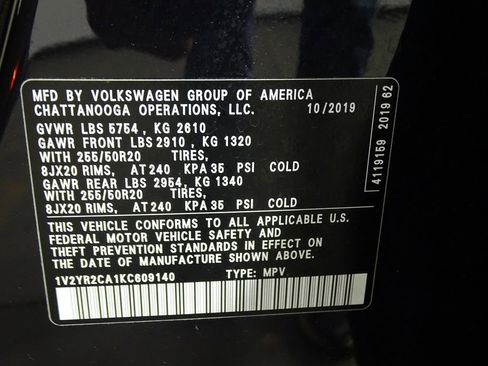 MFD BY VOLKSWAGEN GROUP OF AMERICA
CHATTANOOGA OPERATIONS, LLC. 10/2019
GVWR LBS 5754 , KG 2610
GAWR FRONT LBS 2910 , KG 1320
WITH 255/50R20 TIRES,
8JX20 RIMS, AT 240 KPA 35 PSI COLD
GAWR REAR LBS 2954, KG 1340
WITH 255/50R20 TIRES,
8JX20 RIMS, AT 240 KPA 35 PSI COLD
THIS VEHICLE CONFORMS TO ALL APPLICABLE U.S.
FEDERAL MOTOR VEHICLE SAFETY AND
THEFT PREVENTION STANDARDS IN EFFECT ON
THE DATE OF MANUFACTURE SHOWN ABOVE.
1V2YR2CA1KC609140 TYPE: MPV
4119159 2019 62